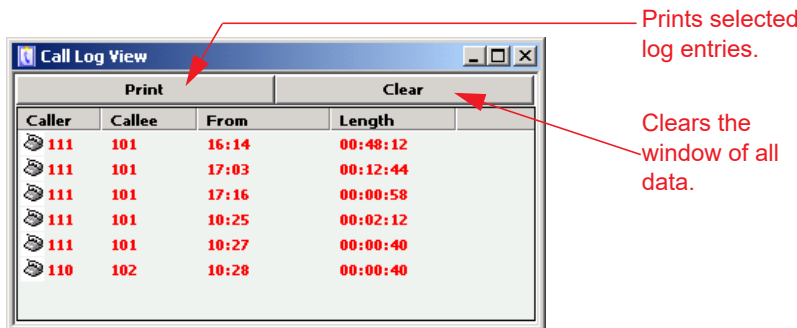 Prints selected
log entries.
Call Log View
Print Clear
Caller Callee From Length
111 101 16:14 00:48:12
111 101 17:03 00:12:44
111 101 17:16 00:00:58
111 101 10:25 00:02:12
111 101 10:27 00:00:40
110 102 10:28 00:00:40
Clears the
window of all
data.